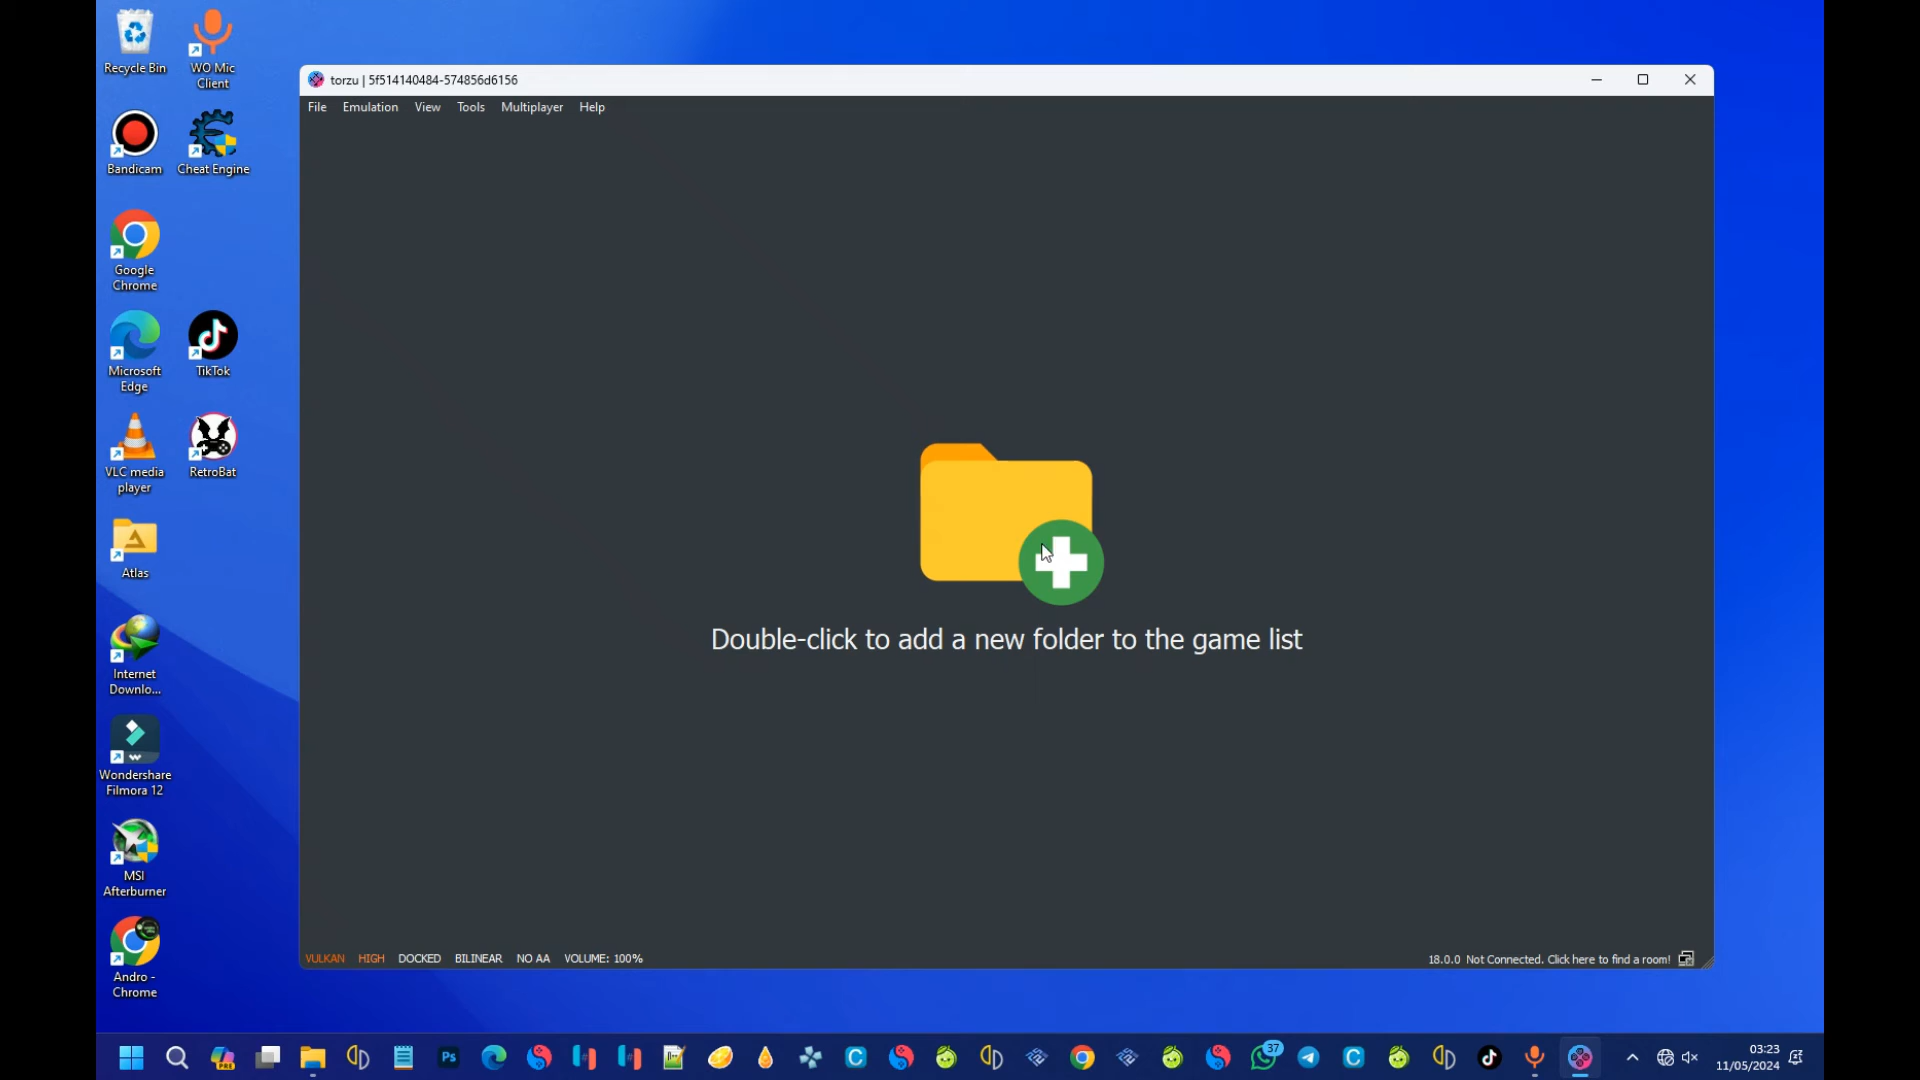 Recycle Bin
WO Mic
Client
Bandicam
Cheat Engine
Google
Chrome
Microsoft
Edge
TikTok
VLC media
player
RetroBat
Atlas
Internet
Downlo...
Wondershare
Filmora 12
MSI
Afterburner
Andro -
Chrome
torzu | 5f514140484-574856d6156
File Emulation View Tools Multiplayer Help
Double-click to add a new folder to the game list
VULKAN HIGH DOCKED BILINEAR NO AA VOLUME: 100%
18.0.0 Not Connected. Click here to find a room!
PRE
Ps
37
03:23
11/05/2024